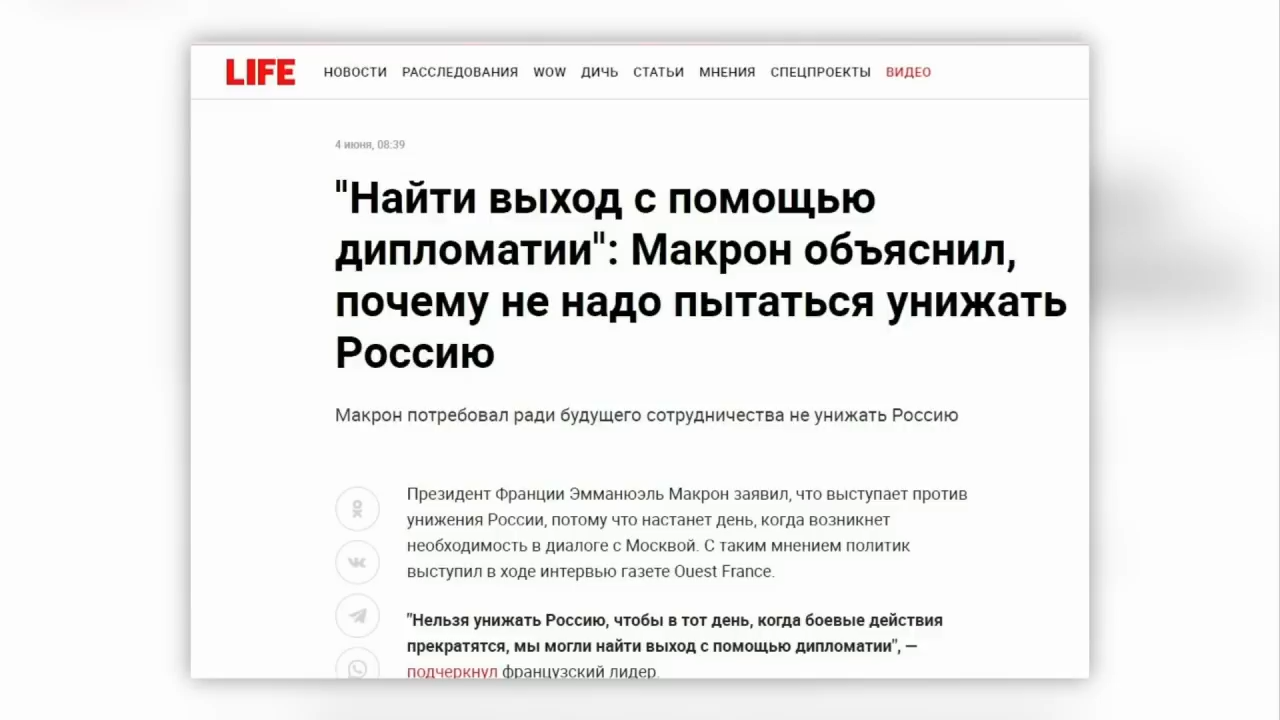 LIFE НОВОСТИ РАССЛЕДОВАНИЯ WOW ДИЧЬ СТАТЬИ МНЕНИЯ СПЕЦПРОЕКТЫ ВИДЕО
4 июня, 08:39
"Найти выход с помощью
дипломатии": Макрон объяснил,
почему не надо пытаться унижать
Россию
Макрон потребовал ради будущего сотрудничества не унижать Россию
Президент Франции Эмманюэль Макрон заявил, что выступает против
унижения России, потому что настанет день, когда возникнет
необходимость в диалоге с Москвой. С таким мнением политик
выступил в ходе интервью газете Ouest France.
"Нельзя унижать Россию, чтобы в тот день, когда боевые действия
прекратятся, мы могли найти выход с помощью дипломатии", —
подчеркнул французский лидер.